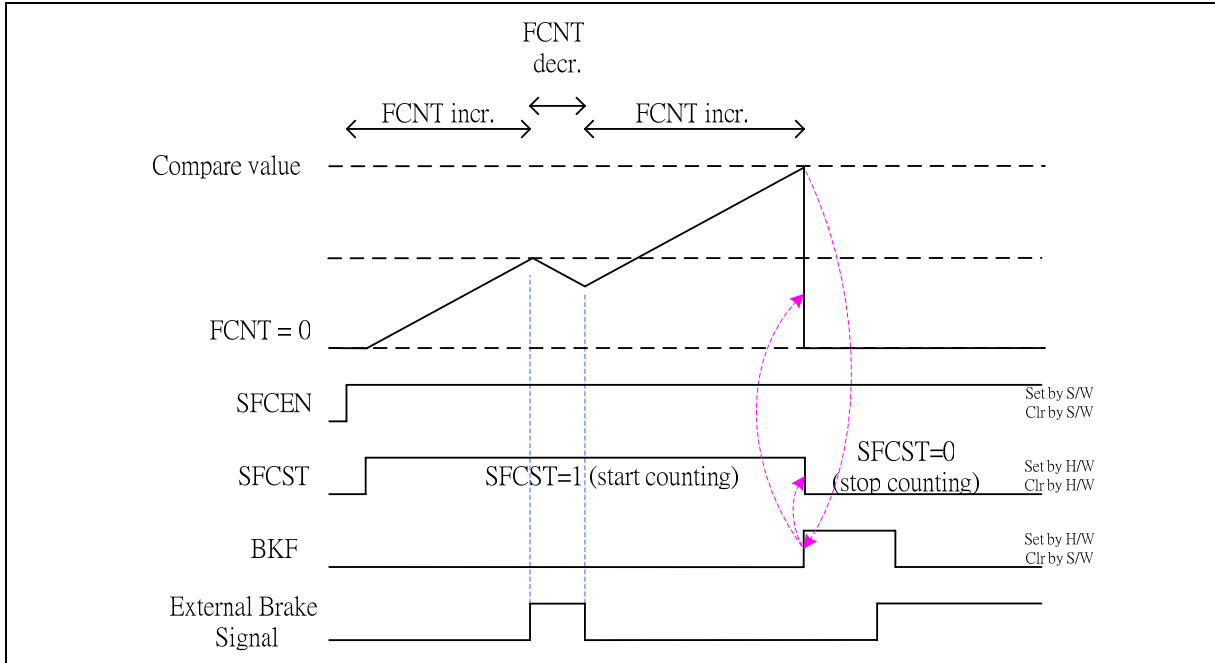 FCNT
decr.
FCNT incr.
FCNT incr.
Compare value
FCNT = 0
SFCEN
Set by S/W
Clr by S/W
SFCST
SFCST=1 (start counting)
SFCST=0
(stop counting)
Set by H/W
Clr by H/W
BKF
Set by H/W
Clr by S/W
External Brake
Signal